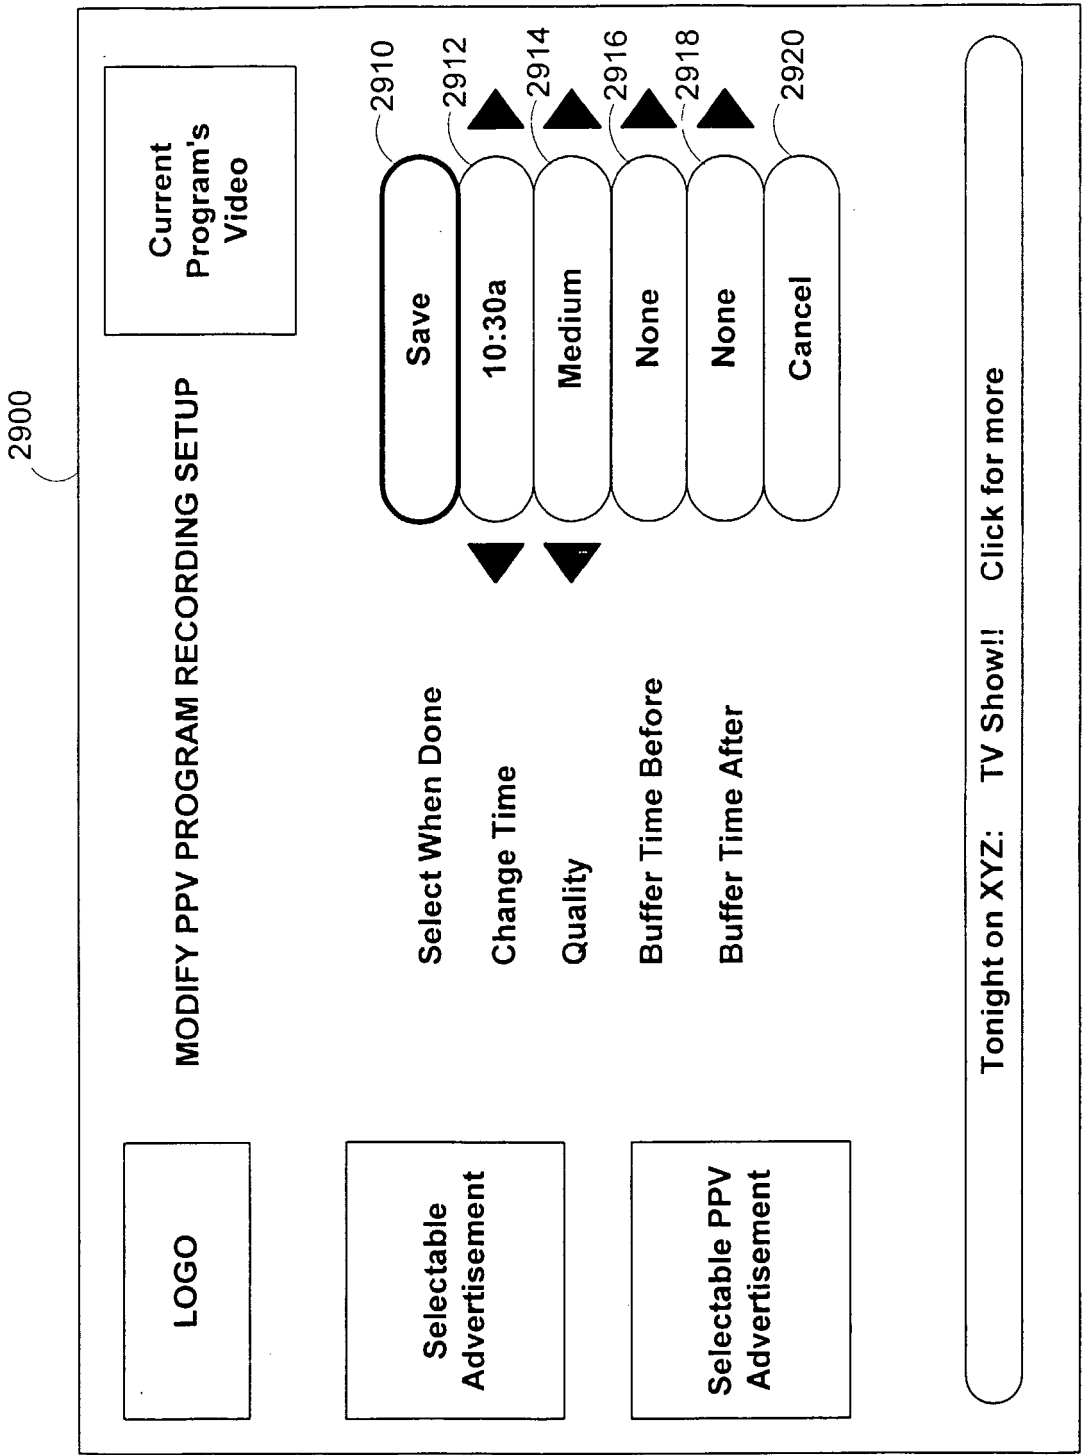 2900
LOGO
MODIFY PPV PROGRAM RECORDING SETUP
Current
Program's
Video
Selectable
Advertisement
Selectable PPV
Advertisement
Select When Done
Save
2910
Change Time
10:30a
2912
Quality
Medium
2914
Buffer Time Before
None
2916
Buffer Time After
None
2918
Cancel
2920
Tonight on XYZ: TV Show!! Click for more